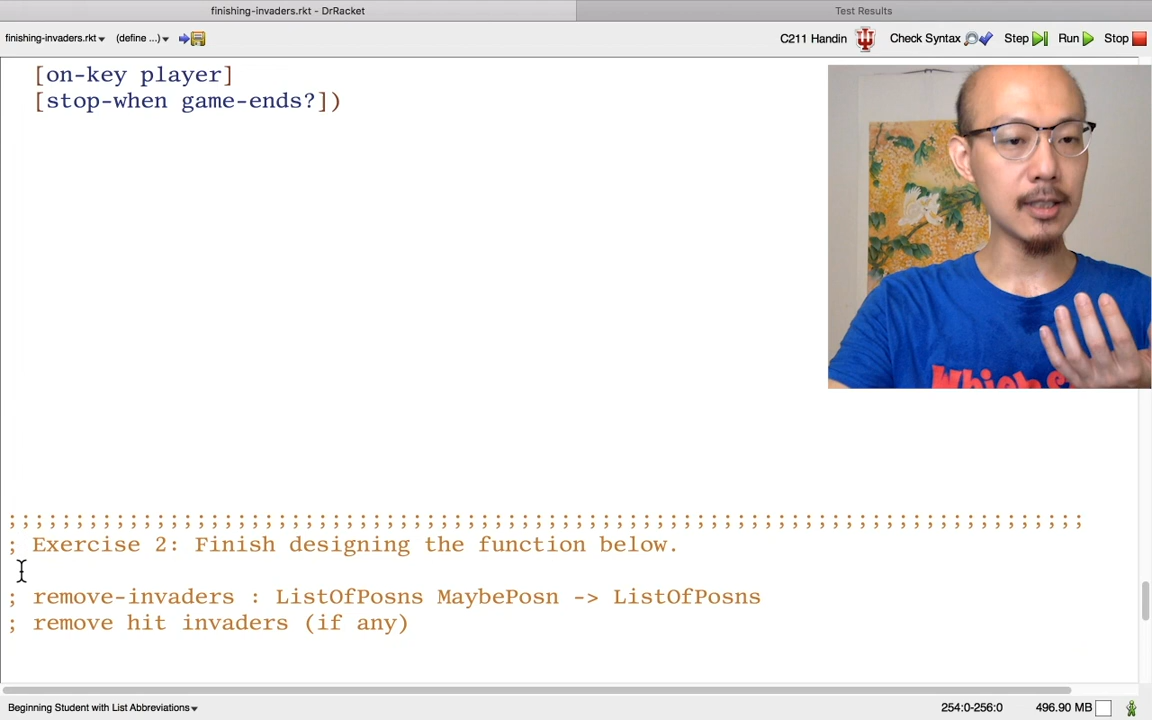 finishing-invaders.rkt - DrRacket
Test Results
finishing-invaders.rkt
(define ...)
C211 Handin
Check Syntax
Step
Run
Stop
[on-key player]
[stop-when game-ends?])
;;;;;;;;;;;;;;;;;;;;;;;;;;;;;;;;;;;;;;;;;;;;;;;;;;;;;;;;;;;;;;;;;;;;;;;;;;;;;;;;
; Exercise 2: Finish designing the function below.
; remove-invaders : ListOfPosns MaybePosn -> ListOfPosns
; remove hit invaders (if any)
Beginning Student with List Abbreviations
254:0-256:0
496.90 MB